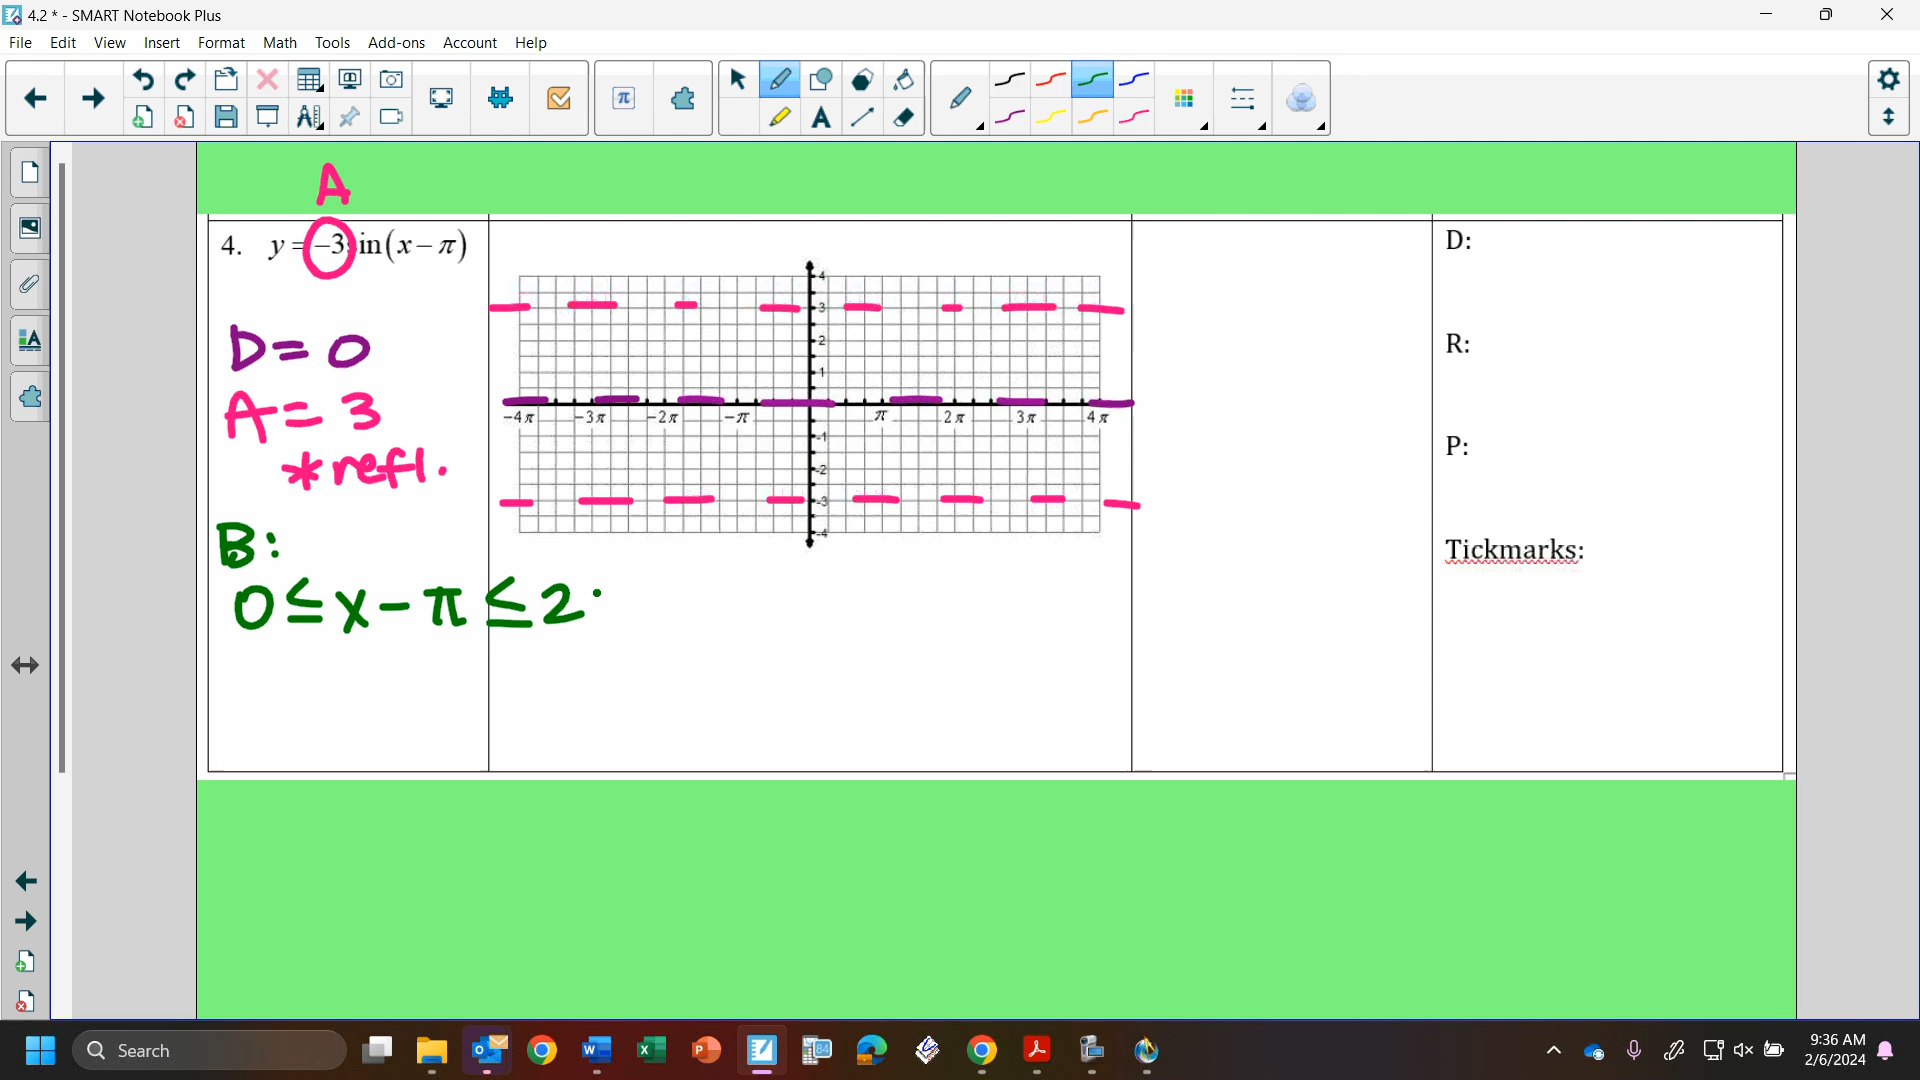 4.2 * - SMART Notebook Plus
File Edit View Insert Format Math Tools Add-ons Account Help
π
A
4. y = -3sin(x - π)
D = 0
A = 3
*refl.
B:
0 ≤ x - π ≤ 2
4
3
2
1
-4π -3π -2π -π π 2π 3π 4π
-1
-2
-3
-4
D:
R:
P:
Tickmarks:
Search
84
9:36 AM
2/6/2024